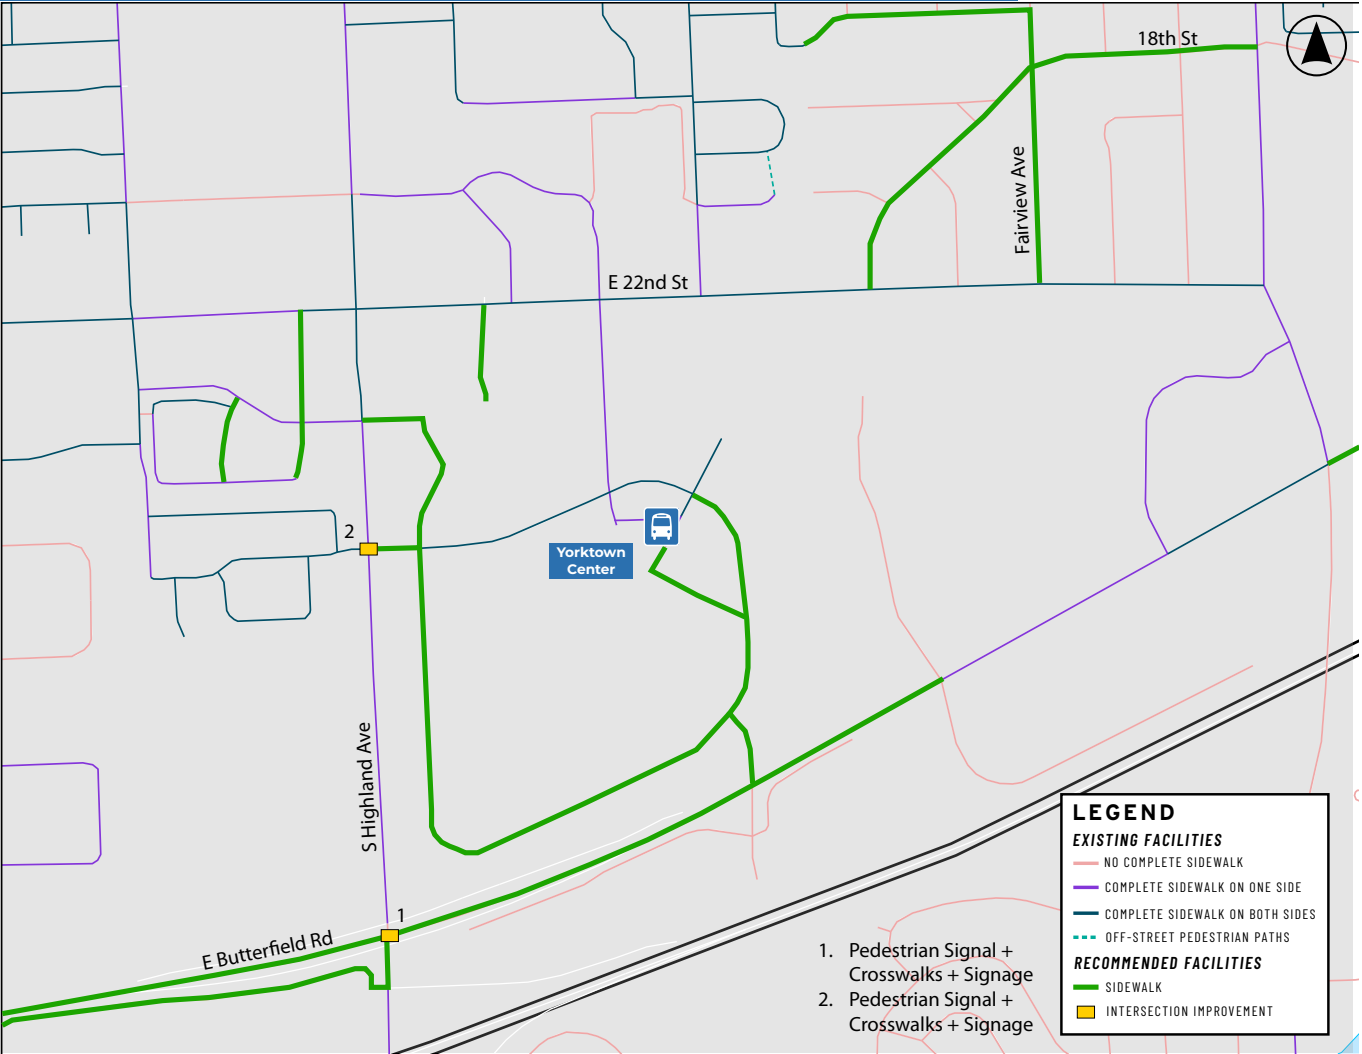 18th St
Fairview Ave
E 22nd St
2
Yorktown
Center
S Highland Ave
1
E Butterfield Rd
1. Pedestrian Signal +
Crosswalks + Signage
2. Pedestrian Signal +
Crosswalks + Signage
LEGEND
EXISTING FACILITIES
NO COMPLETE SIDEWALK
COMPLETE SIDEWALK ON ONE SIDE
COMPLETE SIDEWALK ON BOTH SIDES
OFF-STREET PEDESTRIAN PATHS
RECOMMENDED FACILITIES
SIDEWALK
INTERSECTION IMPROVEMENT